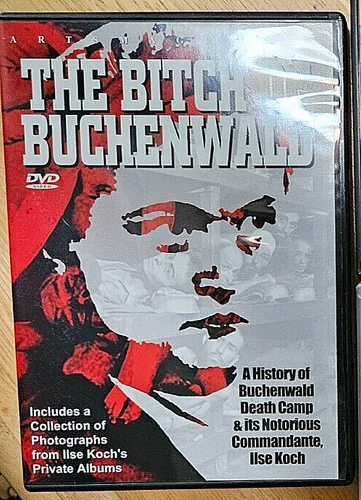 ART
THE BITCH OF
BUCHENWALD
DVD
VIDEO
A History of
Buchenwald
Death Camp
& its Notorious
Commandante,
Ilse Koch
Includes a
Collection of
Photographs
from Ilse Koch's
Private Albums